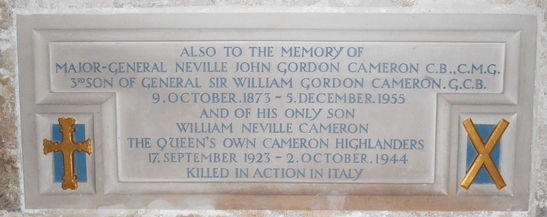 ALSO TO THE MEMORY OF
MAJOR-GENERAL NEVILLE JOHN GORDON CAMERON C.B., C.M.G.
3RD SON OF GENERAL SIR WILLIAM GORDON CAMERON. G.C.B.
9. OCTOBER. 1873 - 5. DECEMBER. 1955
AND OF HIS ONLY SON
WILLIAM NEVILLE CAMERON
THE QUEEN'S OWN CAMERON HIGHLANDERS
17. SEPTEMBER 1923 - 2. OCTOBER. 1944
KILLED IN ACTION IN ITALY